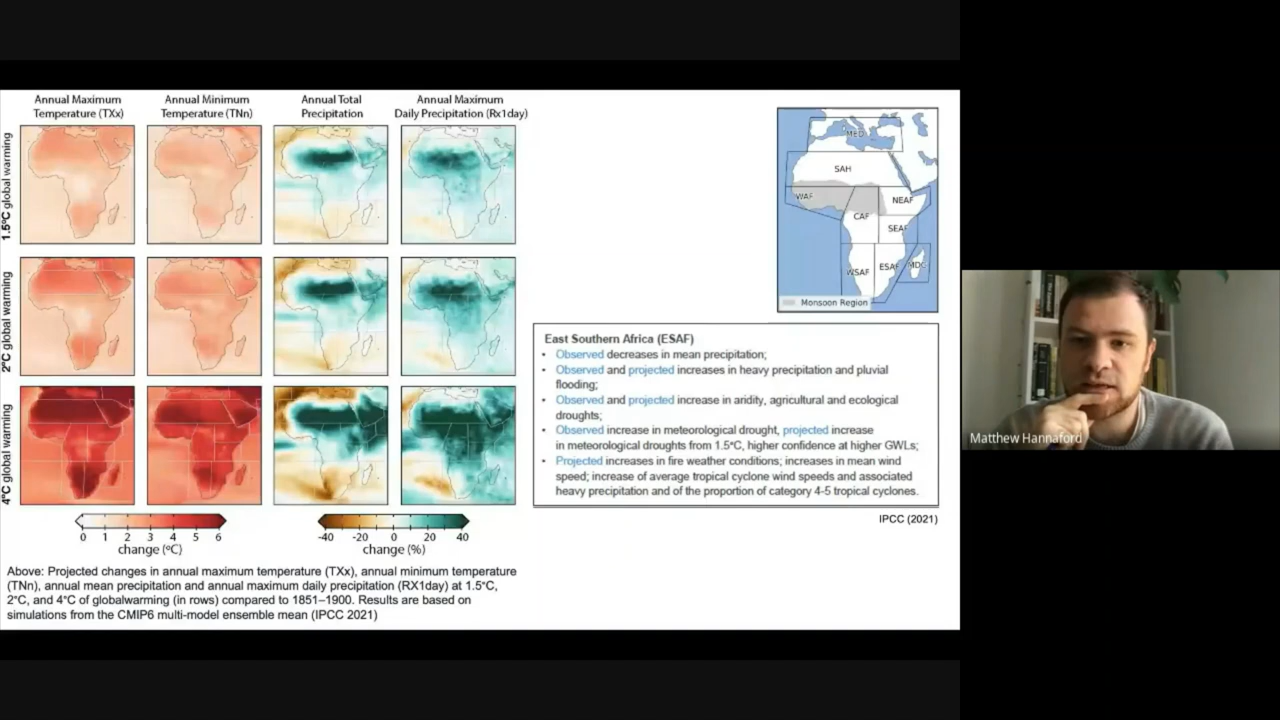 Annual Maximum
Temperature (TXx)
Annual Minimum
Temperature (TNn)
Annual Total
Precipitation
Annual Maximum
Daily Precipitation (Rx1day)
1.5ºC global warming
2ºC global warming
4ºC global warming
0 1 2 3 4 5 6
change (ºC)
-40 -20 0 20 40
change (%)
Above: Projected changes in annual maximum temperature (TXx), annual minimum temperature
(TNn), annual mean precipitation and annual maximum daily precipitation (RX1day) at 1.5°C,
2°C, and 4°C of globalwarming (in rows) compared to 1851–1900. Results are based on
simulations from the CMIP6 multi-model ensemble mean (IPCC 2021)
MED
SAH
WAF
NEAF
CAF
SEAF
WSAF
ESAF
MDG
Monsoon Region
East Southern Africa (ESAF)
• Observed decreases in mean precipitation;
• Observed and projected increases in heavy precipitation and pluvial
flooding;
• Observed and projected increase in aridity, agricultural and ecological
droughts;
• Observed increase in meteorological drought, projected increase
in meteorological droughts from 1.5°C, higher confidence at higher GWLs;
• Projected increases in fire weather conditions; increases in mean wind
speed; increase of average tropical cyclone wind speeds and associated
heavy precipitation and of the proportion of category 4-5 tropical cyclones.
IPCC (2021)
Matthew Hannaford